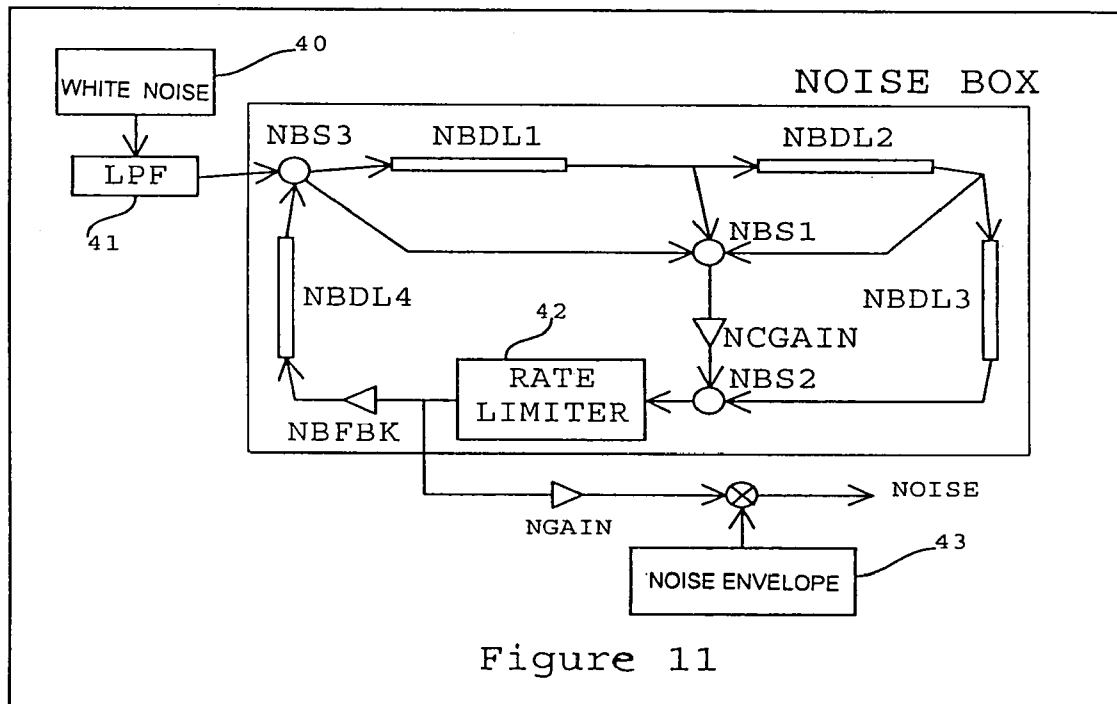 40
WHITE NOISE
NOISE BOX
NBS3
NBDL1
NBDL2
LPF
41
NBS1
NBDL4
NBDL3
42
NCGAIN
RATE
LIMITER
NBS2
NBFBK
NOISE
NGAIN
43
NOISE ENVELOPE
Figure 11